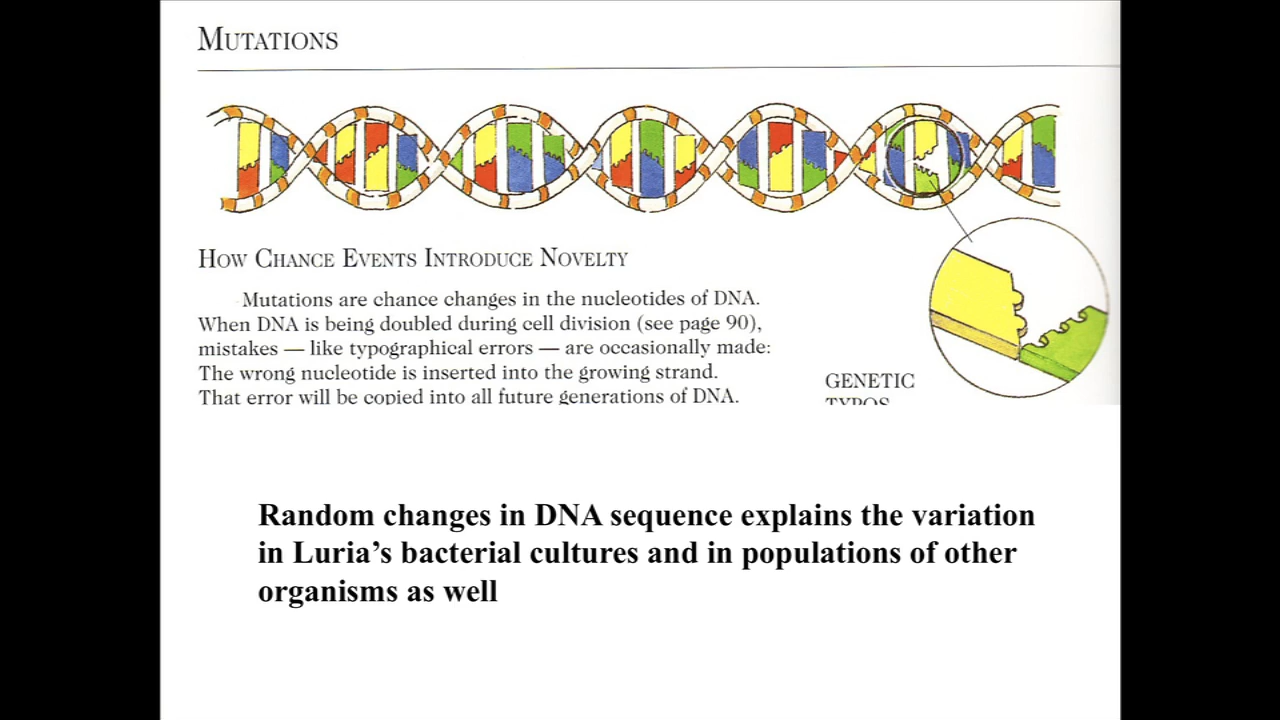 MUTATIONS
HOW CHANCE EVENTS INTRODUCE NOVELTY
Mutations are chance changes in the nucleotides of DNA.
When DNA is being doubled during cell division (see page 90),
mistakes — like typographical errors — are occasionally made:
The wrong nucleotide is inserted into the growing strand.
That error will be copied into all future generations of DNA.
GENETIC
TYPOS
Random changes in DNA sequence explains the variation
in Luria’s bacterial cultures and in populations of other
organisms as well